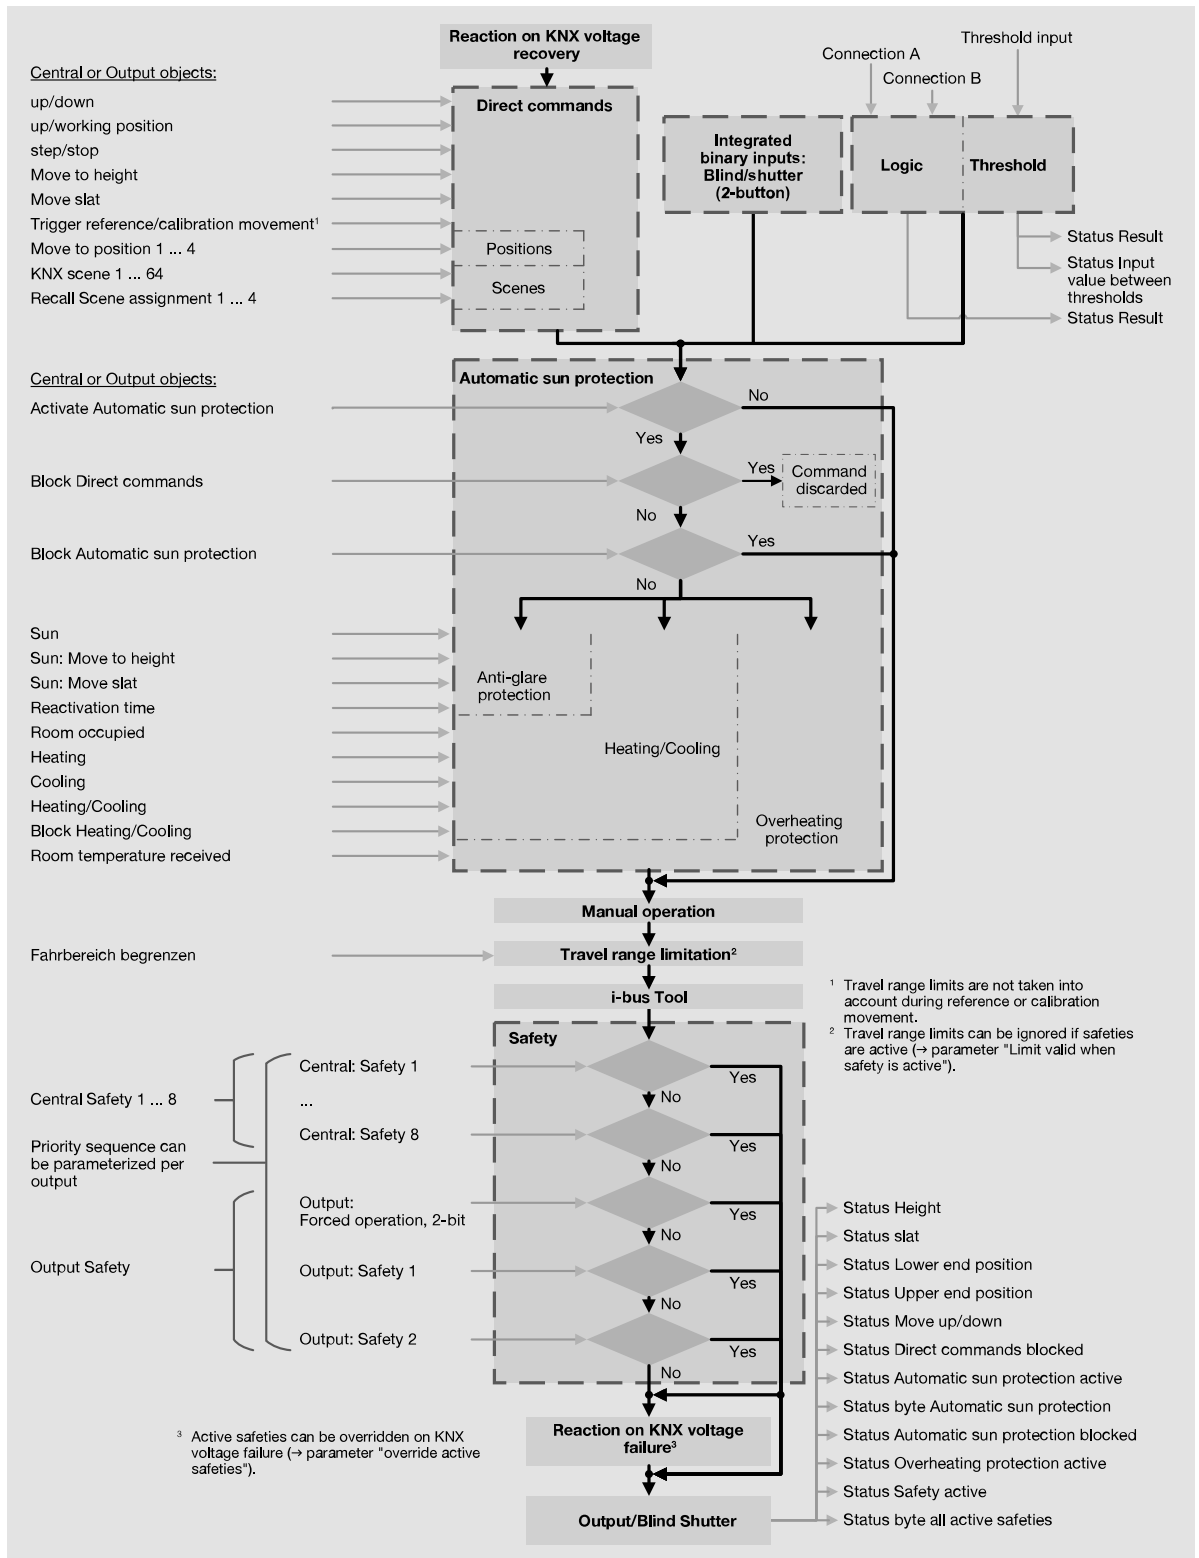 Reaction on KNX voltage
recovery
Central or Output objects:
up/down
up/working position
step/stop
Move to height
Move slat
Trigger reference/calibration movement¹
Move to position 1 ... 4
KNX scene 1 ... 64
Recall Scene assignment 1 ... 4
Direct commands
Positions
Scenes
Integrated
binary inputs:
Blind/shutter
(2-button)
Connection A
Connection B
Threshold input
Logic
Threshold
Status Result
Status Input
value between
thresholds
Status Result
Central or Output objects:
Activate Automatic sun protection
Block Direct commands
Block Automatic sun protection
Automatic sun protection
No
Yes
Yes
Command
discarded
No
Yes
No
Sun
Sun: Move to height
Sun: Move slat
Reactivation time
Room occupied
Heating
Cooling
Heating/Cooling
Block Heating/Cooling
Room temperature received
Anti-glare
protection
Heating/Cooling
Overheating
protection
Manual operation
Fahrbereich begrenzen
Travel range limitation²
i-bus Tool
¹ Travel range limits are not taken into
account during reference or calibration
movement.
² Travel range limits can be ignored if safeties
are active (→ parameter "Limit valid when
safety is active").
Safety
Central Safety 1 ... 8
Priority sequence can
be parameterized per
output
Output Safety
Central: Safety 1
Yes
No
...
Central: Safety 8
Yes
No
Output:
Forced operation, 2-bit
Yes
No
Output: Safety 1
Yes
No
Output: Safety 2
Yes
No
³ Active safeties can be overridden on KNX
voltage failure (→ parameter "override active
safeties").
Reaction on KNX voltage
failure³
Output/Blind Shutter
Status Height
Status slat
Status Lower end position
Status Upper end position
Status Move up/down
Status Direct commands blocked
Status Automatic sun protection active
Status byte Automatic sun protection
Status Automatic sun protection blocked
Status Overheating protection active
Status Safety active
Status byte all active safeties